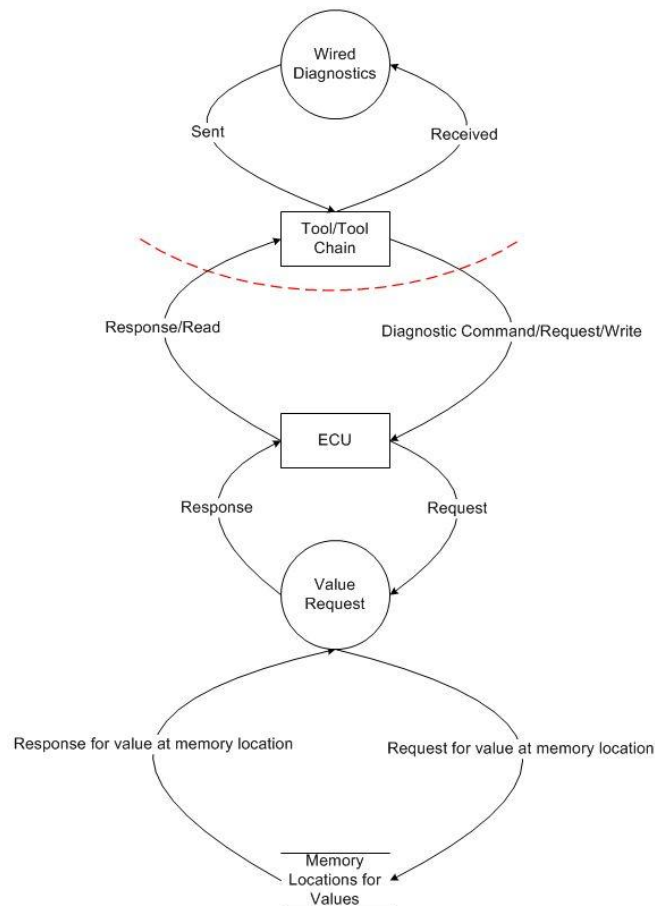 Wired
Diagnostics
Sent
Received
Tool/Tool
Chain
Response/Read
Diagnostic Command/Request/Write
ECU
Response
Request
Value
Request
Response for value at memory location
Request for value at memory location
Memory
Locations for
Values